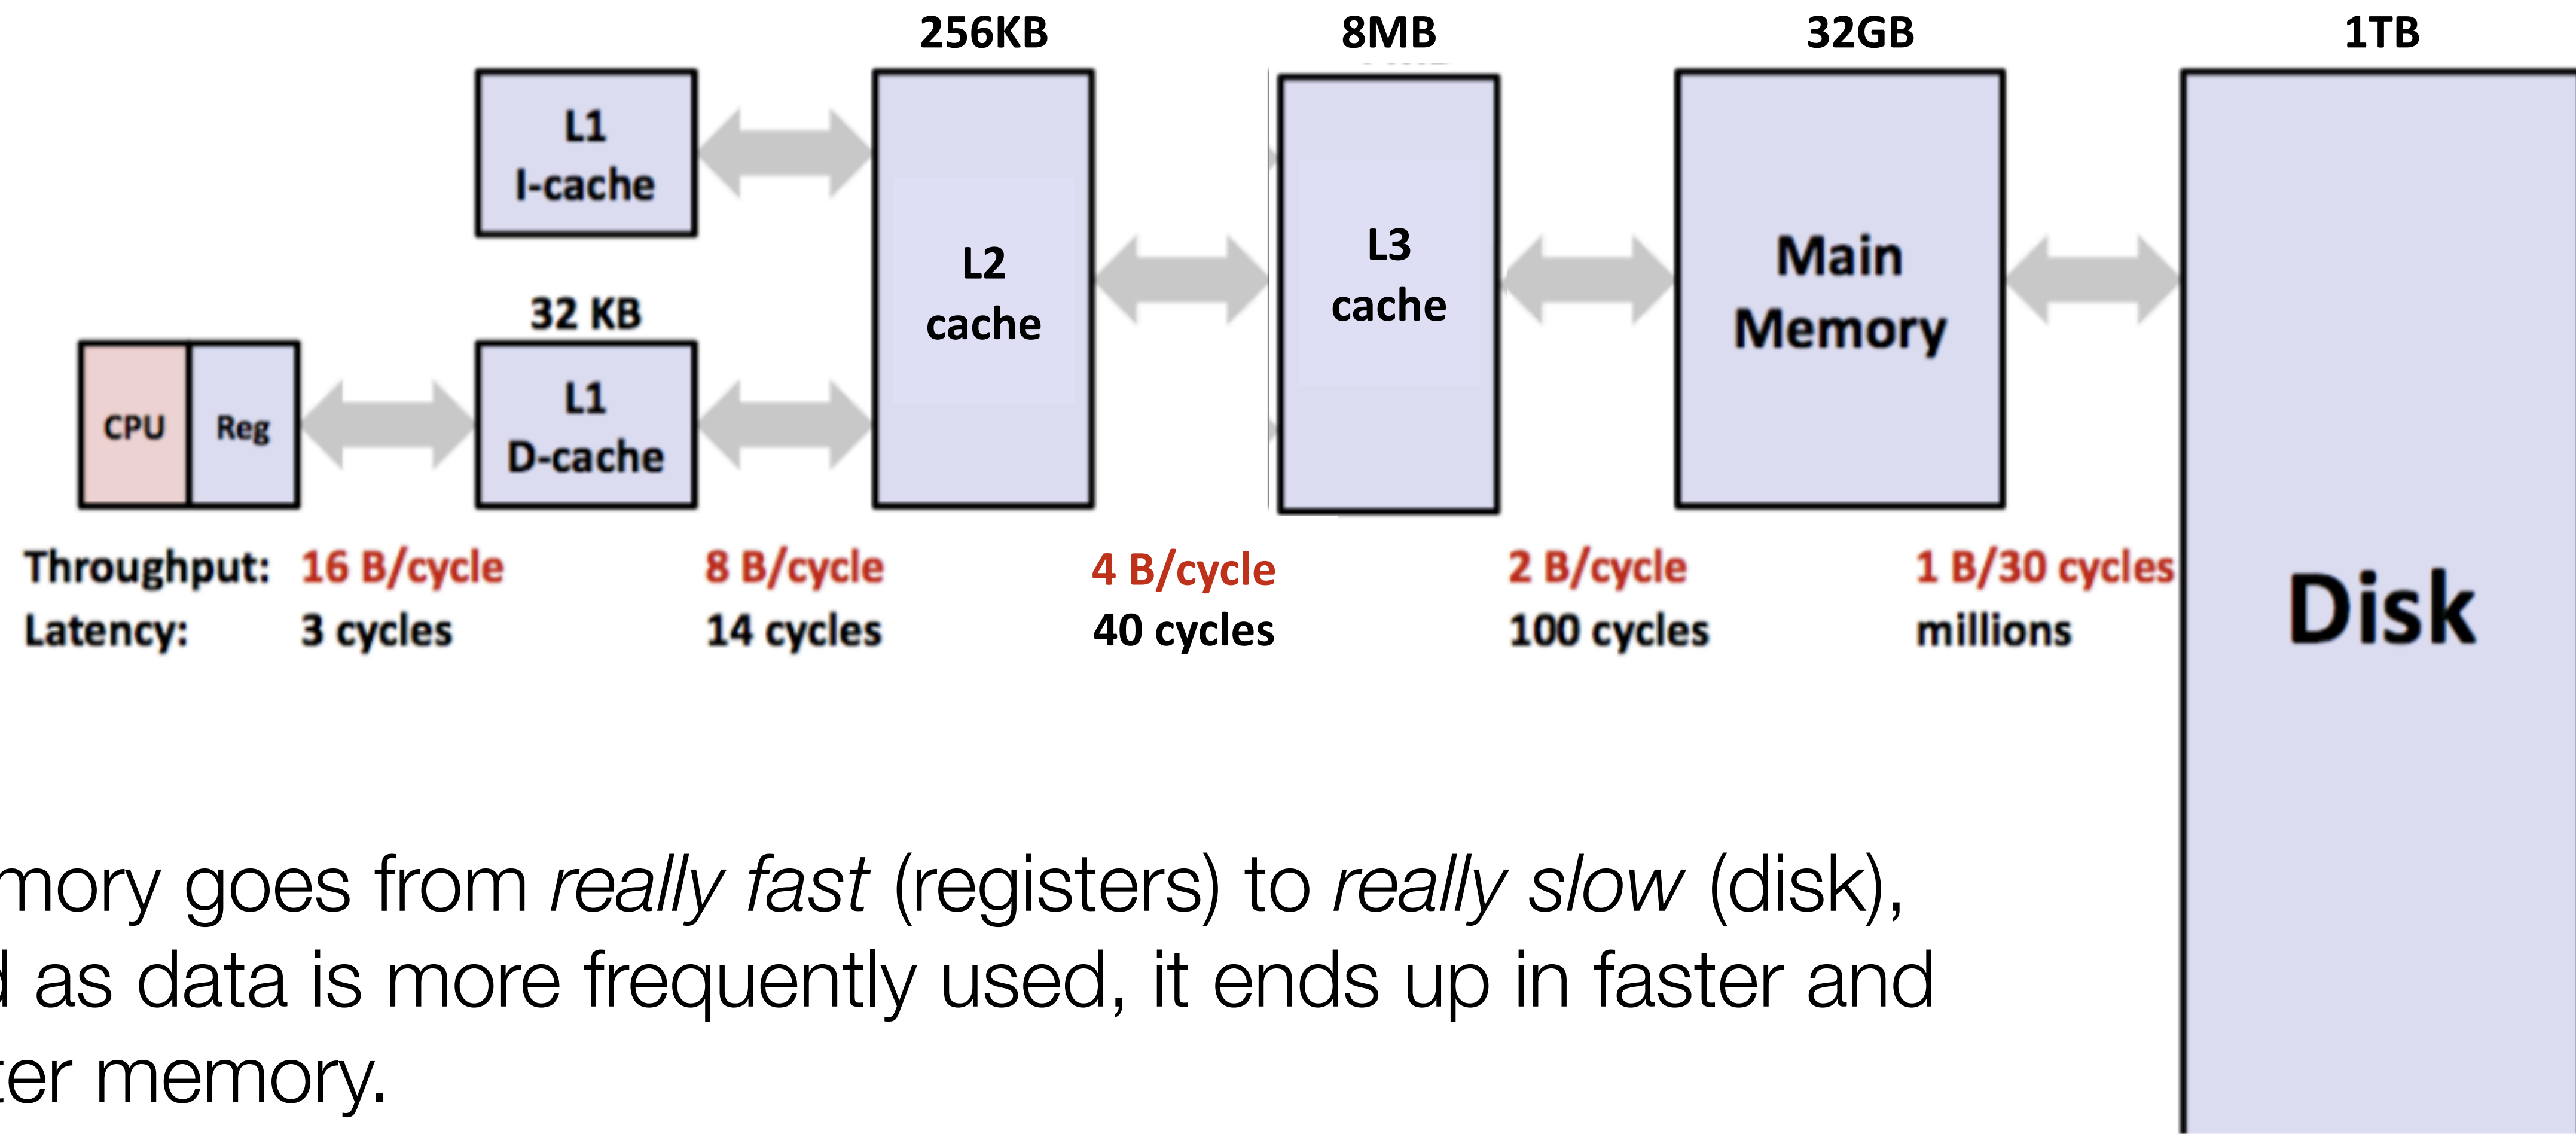 256KB
8MB
32GB
1TB
L1
I-cache
L2
cache
L3
cache
Main
Memory
32 KB
L1
D-cache
CPU
Reg
Disk
Throughput: 16 B/cycle 8 B/cycle 4 B/cycle 2 B/cycle 1 B/30 cycles
Latency: 3 cycles 14 cycles 40 cycles 100 cycles millions
mory goes from really fast (registers) to really slow (disk),
d as data is more frequently used, it ends up in faster and
ter memory.